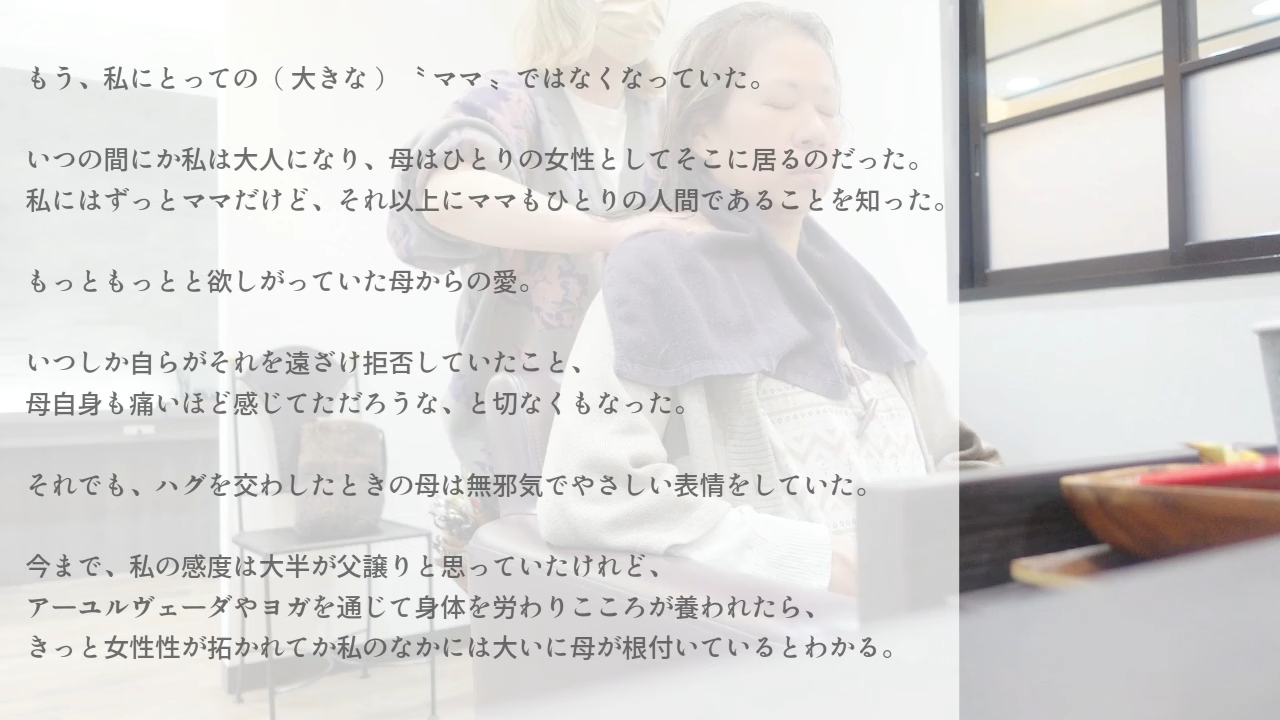 もう、私にとっての（ 大きな ）〝 ママ 〟ではなくなっていた。
いつの間にか私は大人になり、母はひとりの女性としてそこに居るのだった。
私にはずっとママだけど、それ以上にママもひとりの人間であることを知った。
もっともっとと欲しがっていた母からの愛。
いつしか自らがそれを遠ざけ拒否していたこと、
母自身も痛いほど感じてただろうな、と切なくもなった。
それでも、ハグを交わしたときの母は無邪気でやさしい表情をしていた。
今まで、私の感度は大半が父譲りと思っていたけれど、
アーユルヴェーダやヨガを通じて身体を労わりこころが養われたら、
きっと女性性が拓かれてか私のなかには大いに母が根付いているとわかる。